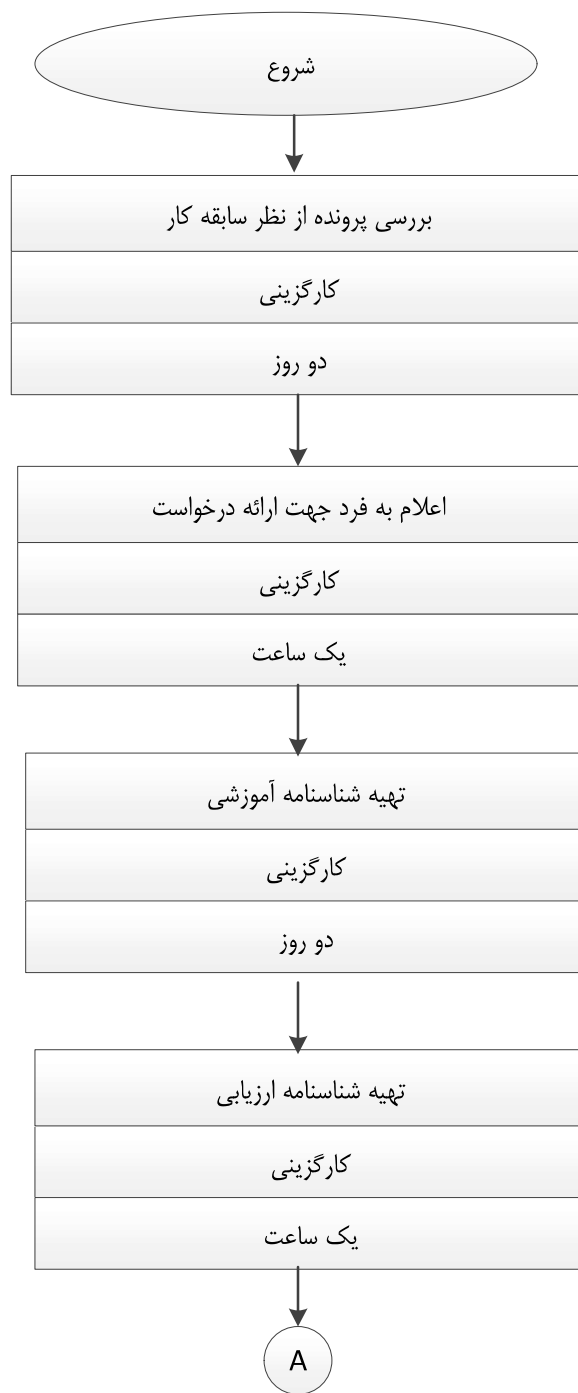 شروع
بررسی پرونده از نظر سابقه کار
کارگزینی
دو روز
اعلام به فرد جهت ارائه درخواست
کارگزینی
یک ساعت
تهیه شناسنامه آموزشی
کارگزینی
دو روز
تهیه شناسنامه ارزیابی
کارگزینی
یک ساعت
A